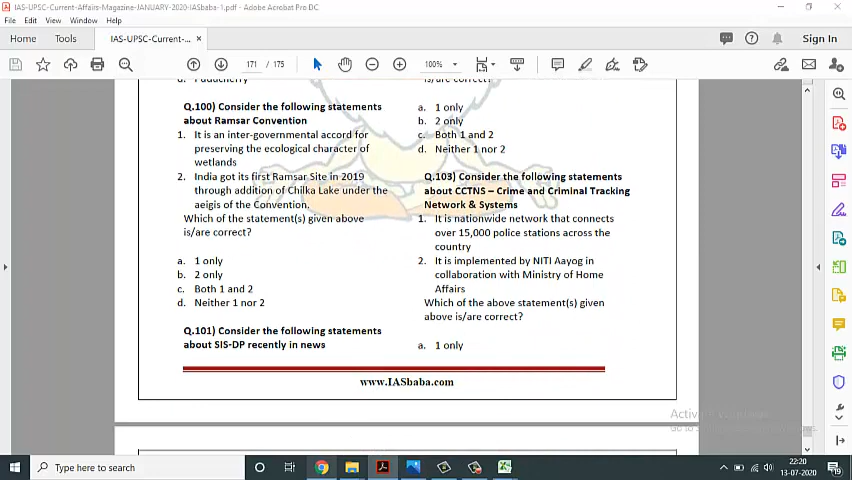 IAS-UPSC-Current-Affairs-Magazine-JANUARY-2020-IASbaba-1.pdf - Adobe Acrobat Pro DC
File Edit View Window Help
Home Tools IAS-UPSC-Current-... × Sign In
171 / 175 100%
Q.100) Consider the following statements
about Ramsar Convention
1. It is an inter-governmental accord for
preserving the ecological character of
wetlands
2. India got its first Ramsar Site in 2019
through addition of Chilka Lake under the
aeigis of the Convention.
Which of the statement(s) given above
is/are correct?
a. 1 only
b. 2 only
c. Both 1 and 2
d. Neither 1 nor 2
Q.101) Consider the following statements
about SIS-DP recently in news
is/are correct?
a. 1 only
b. 2 only
c. Both 1 and 2
d. Neither 1 nor 2
Q.103) Consider the following statements
about CCTNS – Crime and Criminal Tracking
Network & Systems
1. It is nationwide network that connects
over 15,000 police stations across the
country
2. It is implemented by NITI Aayog in
collaboration with Ministry of Home
Affairs
Which of the above statement(s) given
above is/are correct?
a. 1 only
www.IASbaba.com
Type here to search
22:20
13-07-2020
19